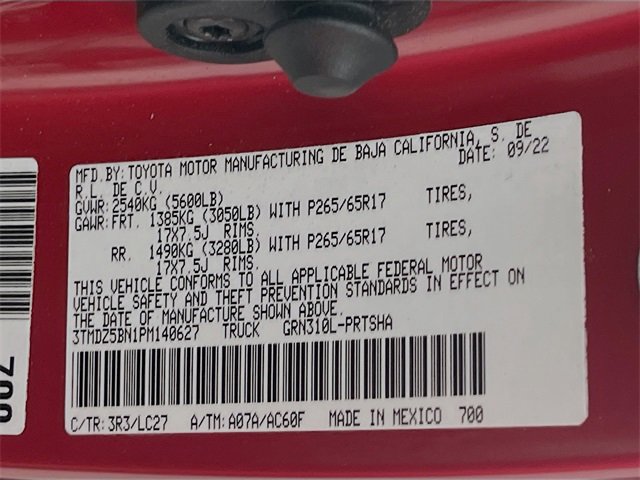 MFD.BY: TOYOTA MOTOR MANUFACTURING DE BAJA CALIFORNIA, S. DE
R.L. DE C.V. DATE: 09/22
GVWR: 2540KG (5600LB)
GAWR: FRT. 1385KG (3050LB) WITH P265/65R17 TIRES,
17X7.5J RIMS.
RR. 1490KG (3280LB) WITH P265/65R17 TIRES,
17X7.5J RIMS.
THIS VEHICLE CONFORMS TO ALL APPLICABLE FEDERAL MOTOR
VEHICLE SAFETY AND THEFT PREVENTION STANDARDS IN EFFECT ON
THE DATE OF MANUFACTURE SHOWN ABOVE.
3TMDZ5BN1PM140627 TRUCK GRN310L-PRTSHA
C/TR: 3R3/LC27 A/TM: A07A/AC60F MADE IN MEXICO 700